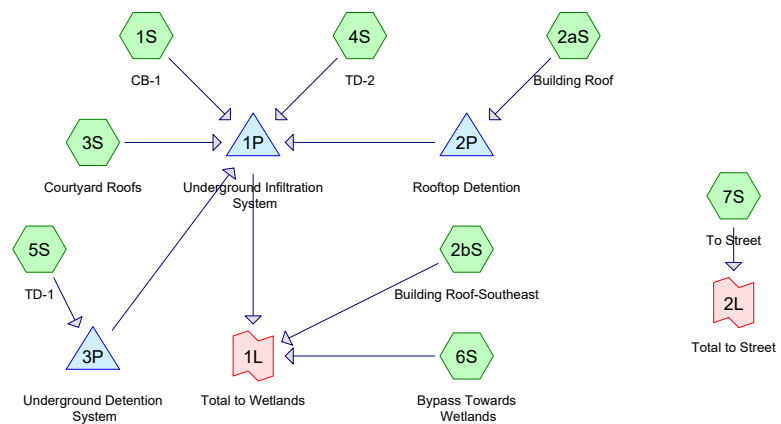 1S
4S
2aS
CB-1
TD-2
Building Roof
3S
1P
2P
Courtyard Roofs
Underground Infiltration
System
Rooftop Detention
7S
To Street
5S
2bS
TD-1
Building Roof-Southeast
2L
Total to Street
3P
1L
6S
Underground Detention
System
Total to Wetlands
Bypass Towards
Wetlands